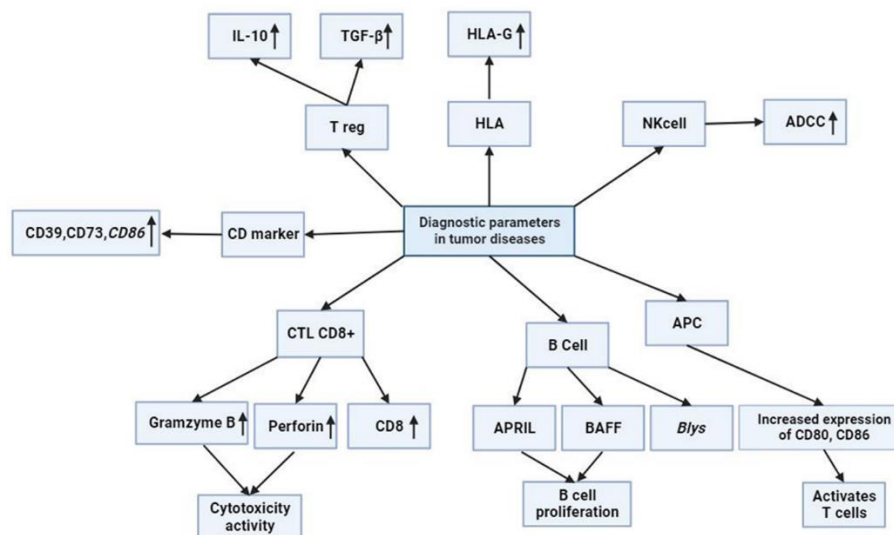 IL-10
TGF-β
HLA-G
T reg
HLA
NKcell
ADCC
CD39,CD73,CD86
CD marker
Diagnostic parameters
in tumor diseases
CTL CD8+
B Cell
APC
Gramzyme B
Perforin
CD8
APRIL
BAFF
Blys
Increased expression
of CD80, CD86
Cytotoxicity
activity
B cell
proliferation
Activates
T cells